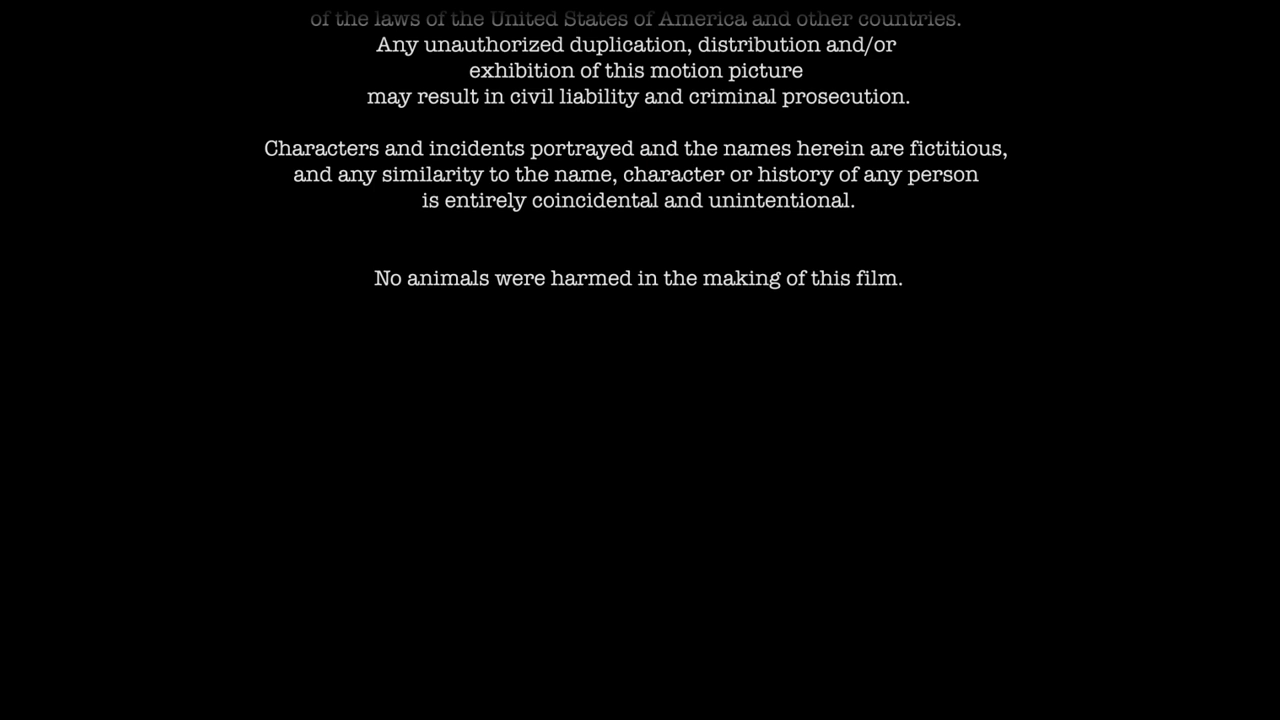 of the laws of the United States of America and other countries.
Any unauthorized duplication, distribution and/or
exhibition of this motion picture
may result in civil liability and criminal prosecution.
Characters and incidents portrayed and the names herein are fictitious,
and any similarity to the name, character or history of any person
is entirely coincidental and unintentional.
No animals were harmed in the making of this film.